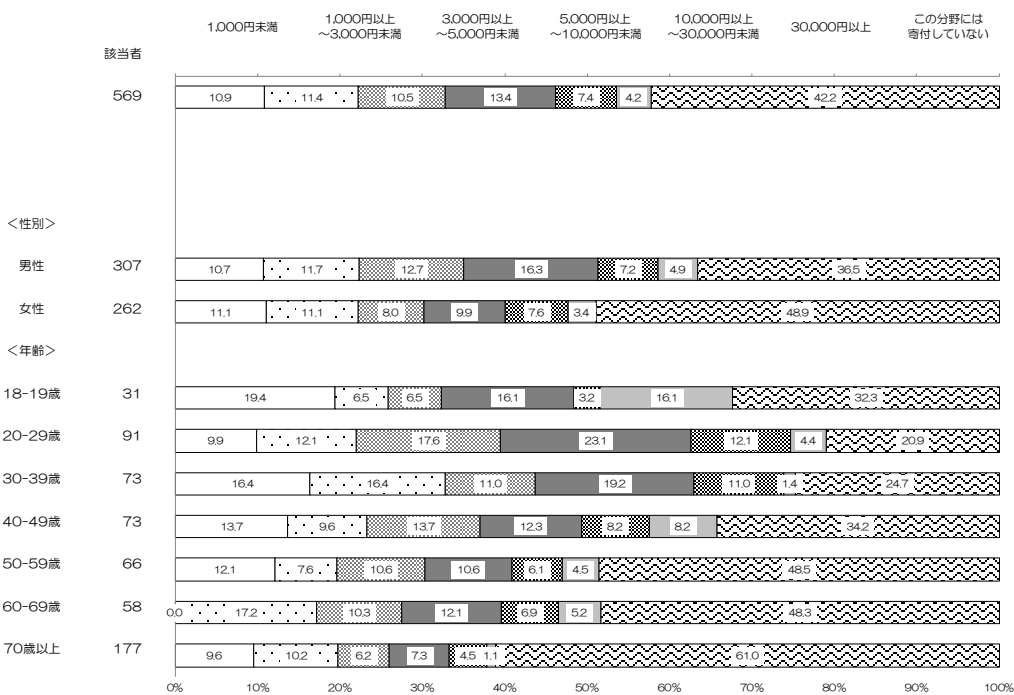 1,000円未満
1,000円以上
～3,000円未満
3,000円以上
～5,000円未満
5,000円以上
～10,000円未満
10,000円以上
～30,000円未満
30,000円以上
この分野には
寄付していない
該当者
569 10.9 11.4 10.5 13.4 7.4 4.2 42.2
＜性別＞
男性 307 10.7 11.7 12.7 16.3 7.2 4.9 36.5
女性 262 11.1 11.1 8.0 9.9 7.6 3.4 48.9
＜年齢＞
18-19歳 31 19.4 6.5 6.5 16.1 3.2 16.1 32.3
20-29歳 91 9.9 12.1 17.6 23.1 12.1 4.4 20.9
30-39歳 73 16.4 16.4 11.0 19.2 11.0 1.4 24.7
40-49歳 73 13.7 9.6 13.7 12.3 8.2 8.2 34.2
50-59歳 66 12.1 7.6 10.6 10.6 6.1 4.5 48.5
60-69歳 58 0.0 17.2 10.3 12.1 6.9 5.2 48.3
70歳以上 177 9.6 10.2 6.2 7.3 4.5 1.1 61.0
0% 10% 20% 30% 40% 50% 60% 70% 80% 90% 100%